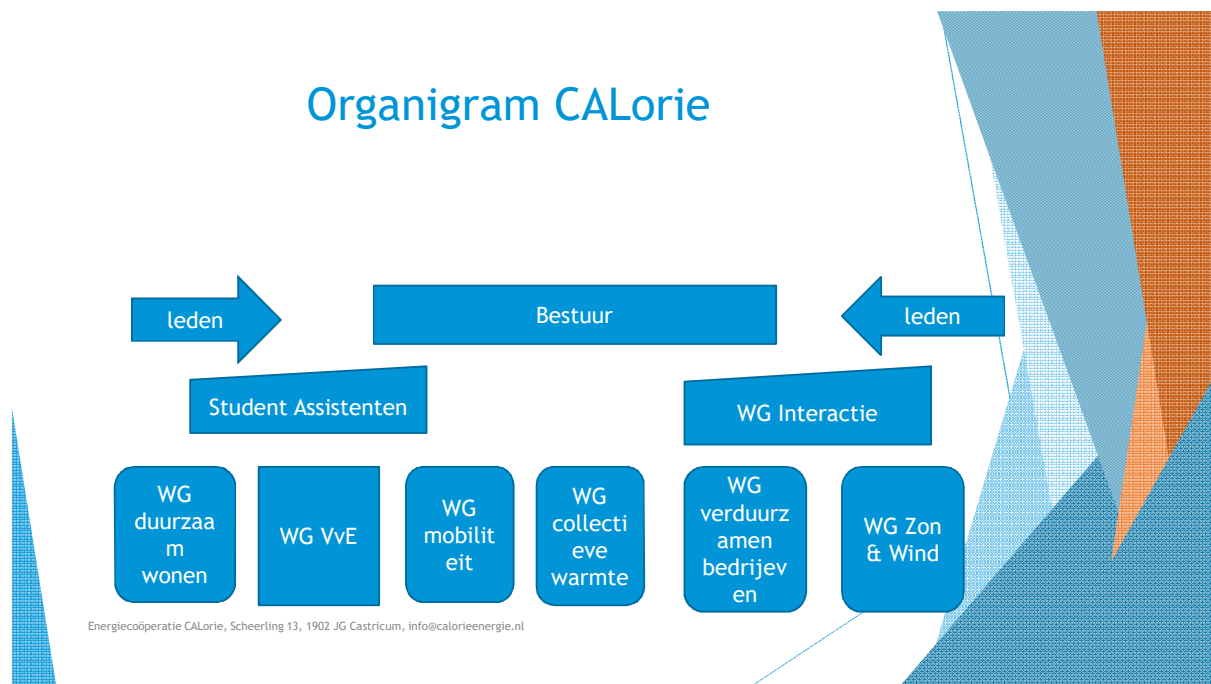 Organigram CALorie
leden
Bestuur
leden
Student Assistenten
WG Interactie
WG
duurzaa
m
wonen
WG VvE
WG
mobilit
eit
WG
collecti
eve
warmte
WG
verduurz
amen
bedrijev
en
WG Zon
& Wind
Energiecoöperatie CALorie, Scheerling 13, 1902 JG Castricum, info@calorieenergie.nl